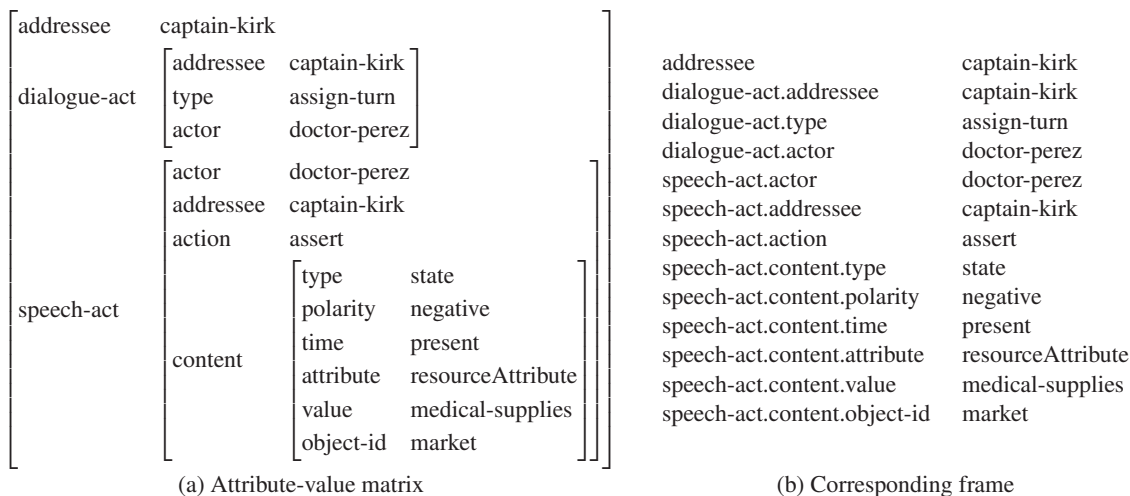 addressee captain-kirk
dialogue-act
addressee captain-kirk
type assign-turn
actor doctor-perez
speech-act
actor doctor-perez
addressee captain-kirk
action assert
content
type state
polarity negative
time present
attribute resourceAttribute
value medical-supplies
object-id market
(a) Attribute-value matrix
addressee captain-kirk
dialogue-act.addressee captain-kirk
dialogue-act.type assign-turn
dialogue-act.actor doctor-perez
speech-act.actor doctor-perez
speech-act.addressee captain-kirk
speech-act.action assert
speech-act.content.type state
speech-act.content.polarity negative
speech-act.content.time present
speech-act.content.attribute resourceAttribute
speech-act.content.value medical-supplies
speech-act.content.object-id market
(b) Corresponding frame